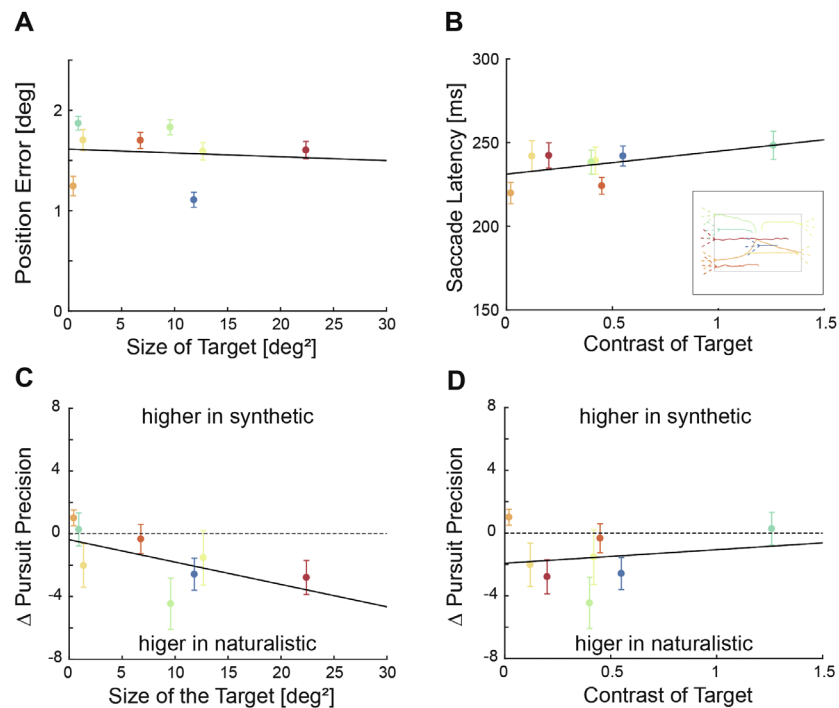 A
B
Position Error [deg]
2
1
0
0 5 10 15 20 25 30
Size of Target [deg²]
Saccade Latency [ms]
300
250
200
150
0 0.5 1 1.5
Contrast of Target
C
D
Δ Pursuit Precision
8
4
0
-4
-8
higher in synthetic
higer in naturalistic
0 5 10 15 20 25 30
Size of the Target [deg²]
Δ Pursuit Precision
8
4
0
-4
-8
higher in synthetic
higer in naturalistic
0 0.5 1 1.5
Contrast of Target